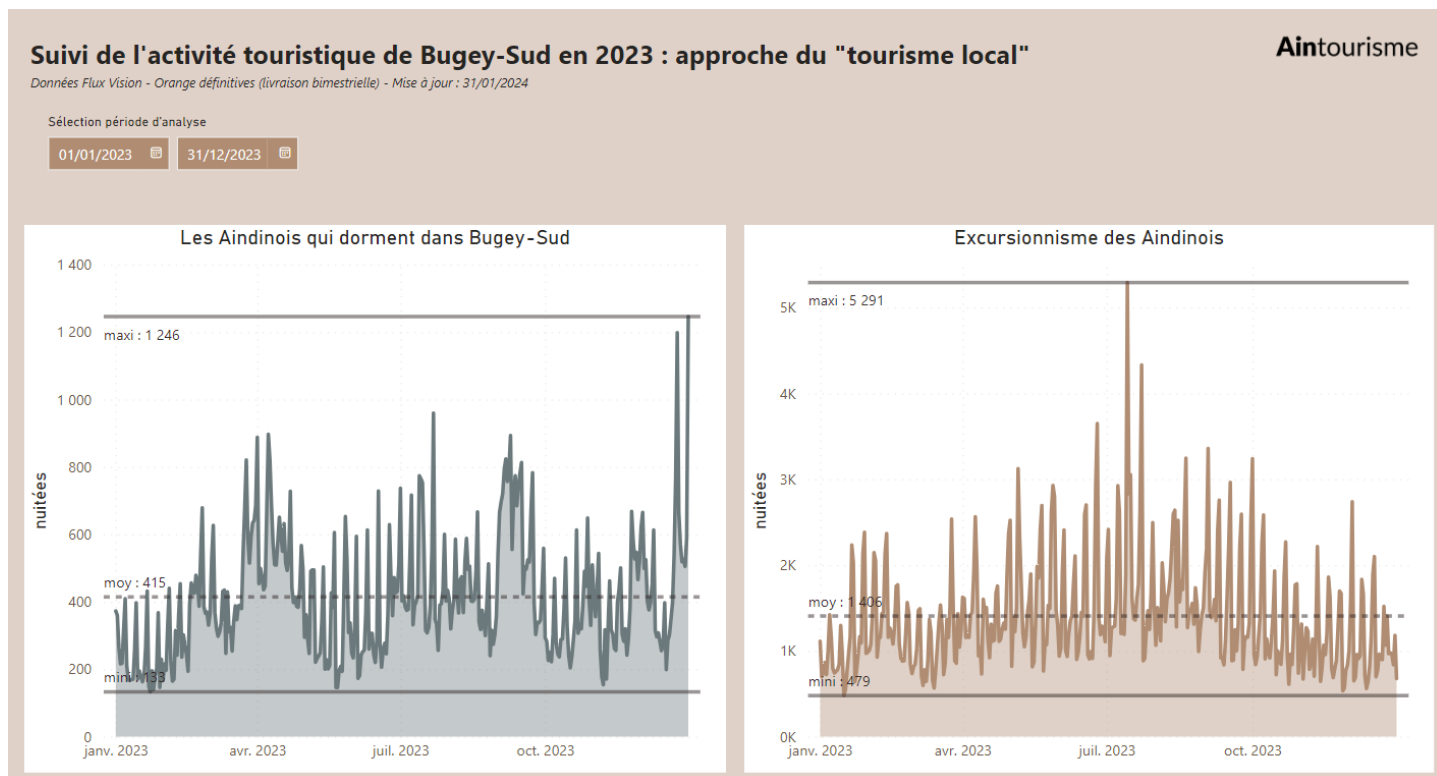 Suivi de l'activité touristique de Bugey-Sud en 2023 : approche du "tourisme local"
Aintourisme
Données Flux Vision - Orange définitives (livraison bimestrielle) - Mise à jour : 31/01/2024
Sélection période d'analyse
01/01/2023
31/12/2023
Les Aindinois qui dorment dans Bugey-Sud
1 400
1 200
1 000
800
600
400
200
0
nuitées
maxi : 1 246
moy : 415
mini : 133
janv. 2023
avr. 2023
juil. 2023
oct. 2023
Excursionnisme des Aindinois
5K
4K
3K
2K
1K
0K
nuitées
maxi : 5 291
moy : 1 406
mini : 479
janv. 2023
avr. 2023
juil. 2023
oct. 2023